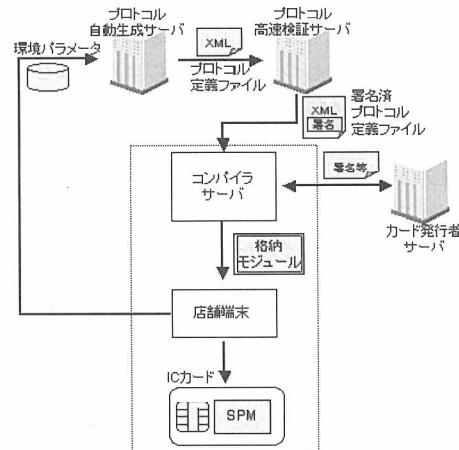 プロトコル
自動生成サーバ
プロトコル
高速検証サーバ
環境パラメータ
XML
プロトコル
定義ファイル
XML
署名
署名済
プロトコル
定義ファイル
コンパイラ
サーバ
署名等
カード発行者
サーバ
格納
モジュール
店舗端末
ICカード
SPM